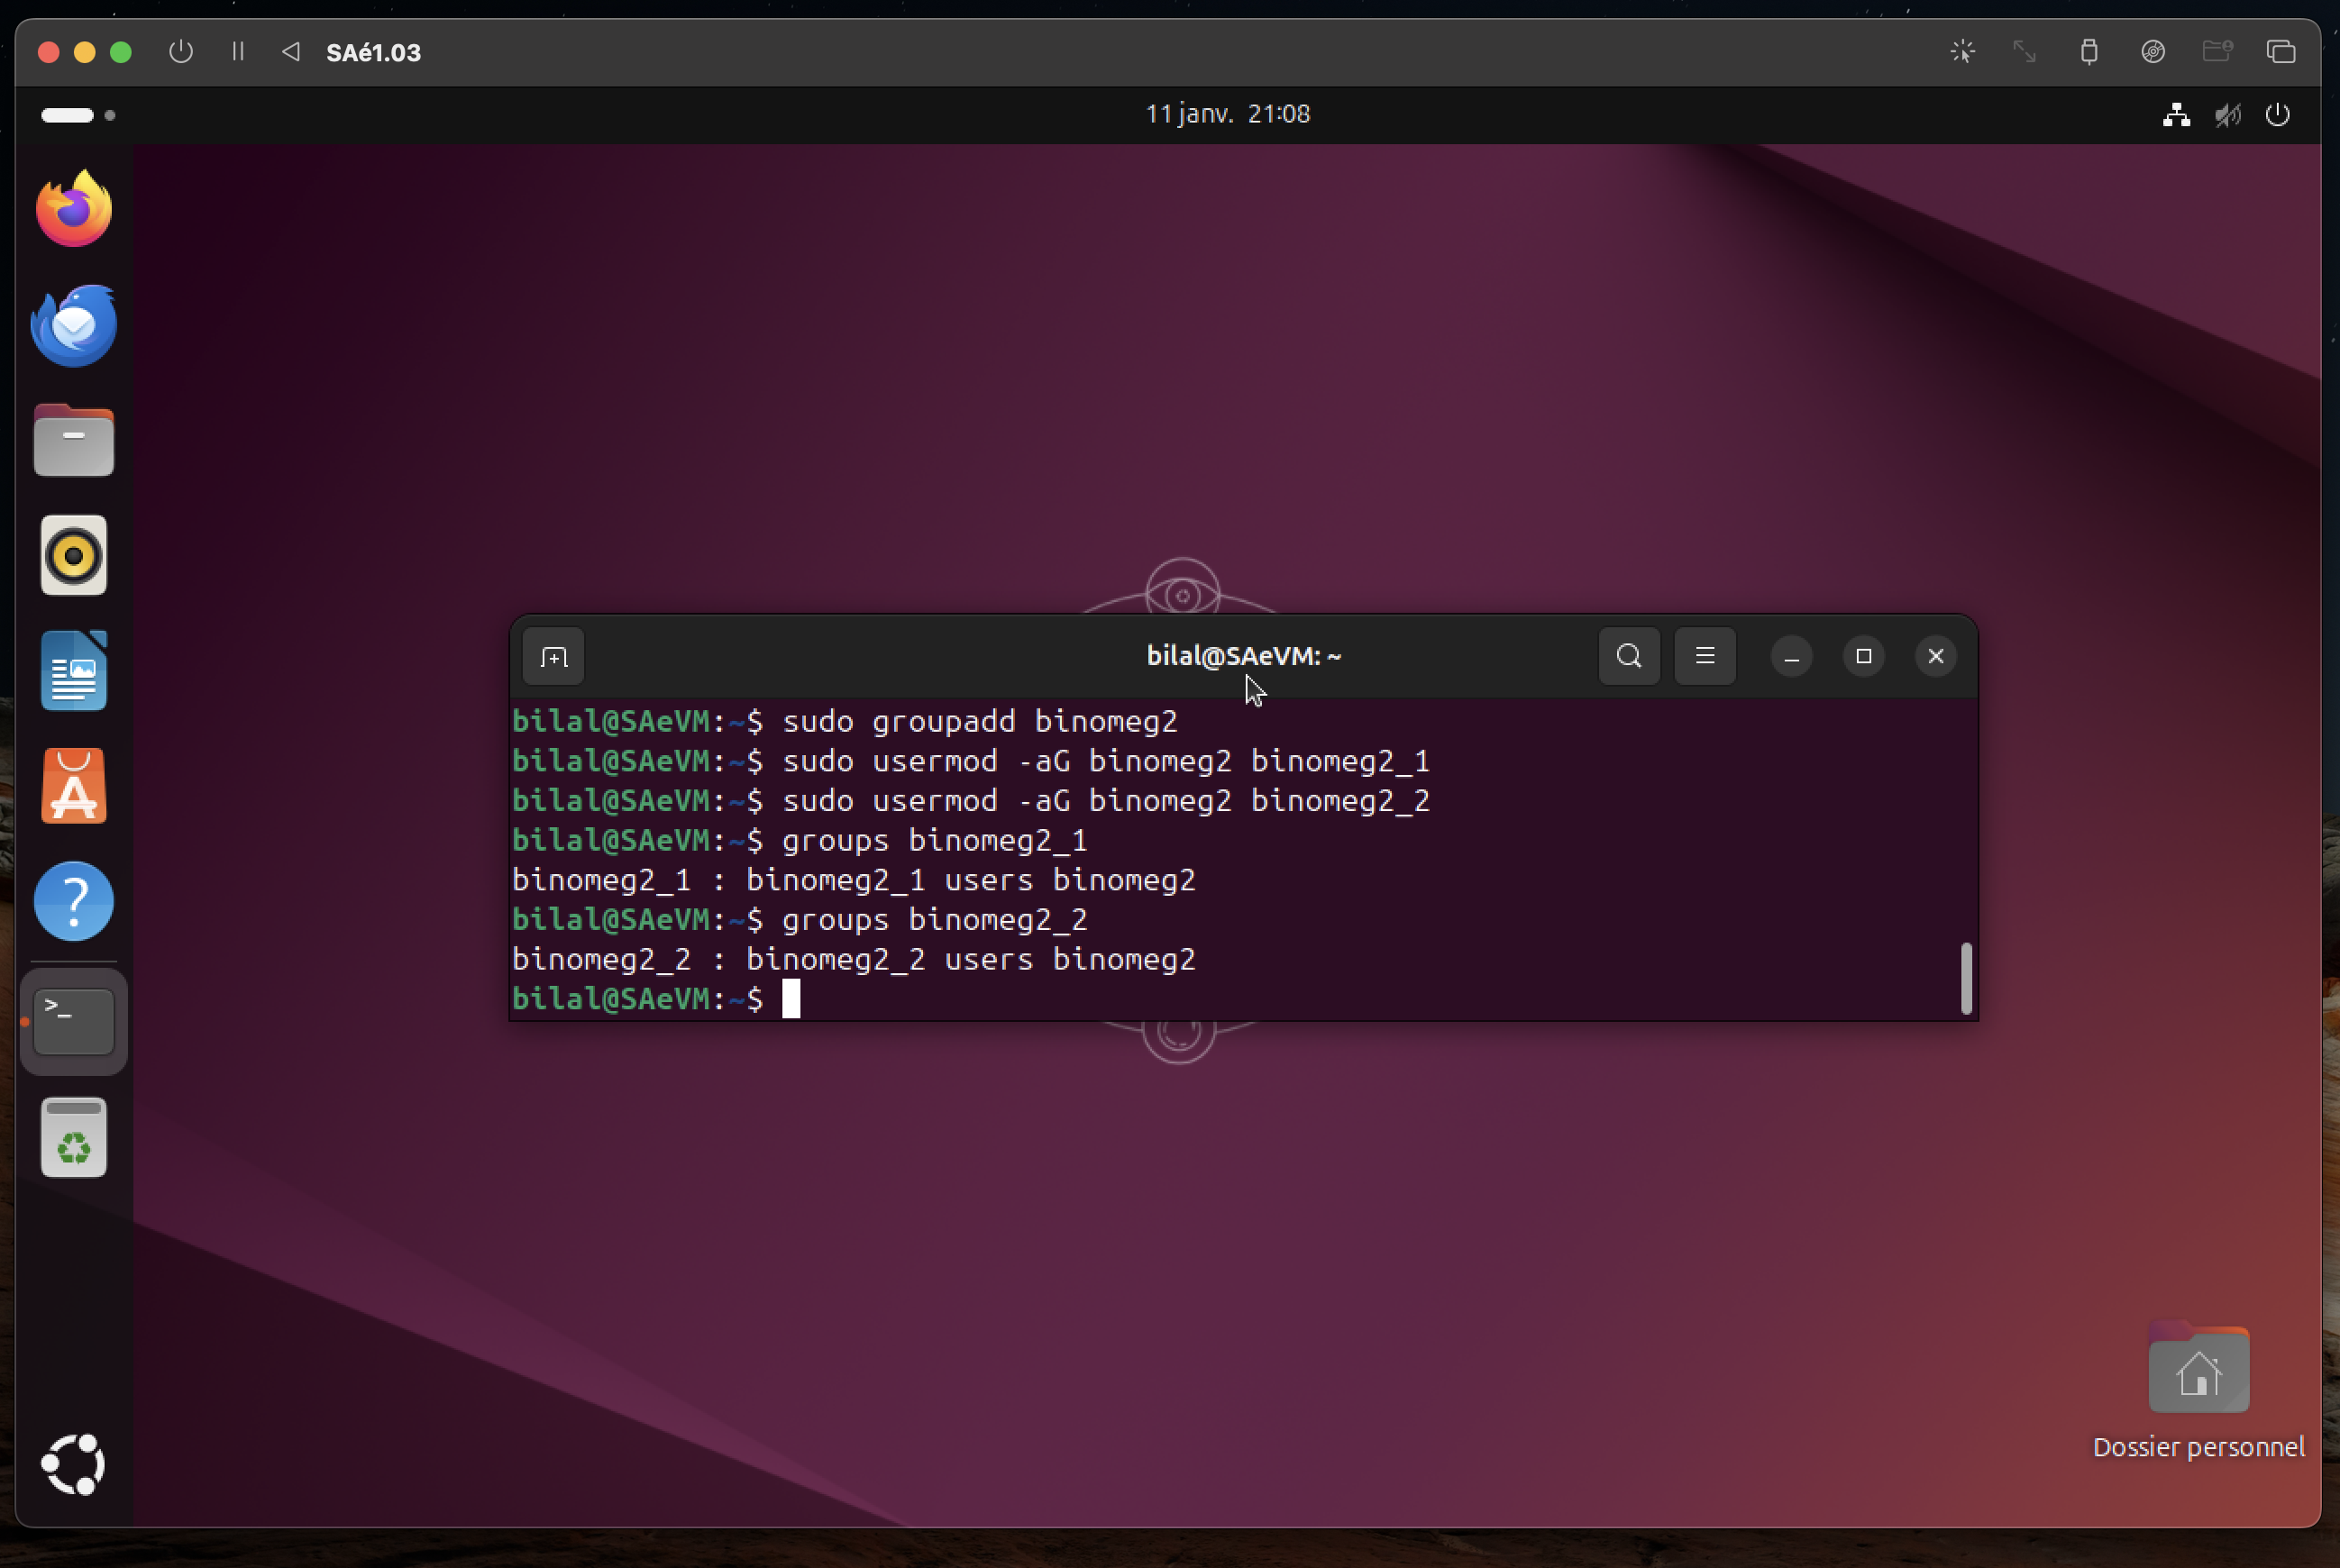 SAé1.03
11 janv. 21:08
bilal@SAeVM: ~
bilal@SAeVM:~$ sudo groupadd binomeg2
bilal@SAeVM:~$ sudo usermod -aG binomeg2 binomeg2_1
bilal@SAeVM:~$ sudo usermod -aG binomeg2 binomeg2_2
bilal@SAeVM:~$ groups binomeg2_1
binomeg2_1 : binomeg2_1 users binomeg2
bilal@SAeVM:~$ groups binomeg2_2
binomeg2_2 : binomeg2_2 users binomeg2
bilal@SAeVM:~$
Dossier personnel